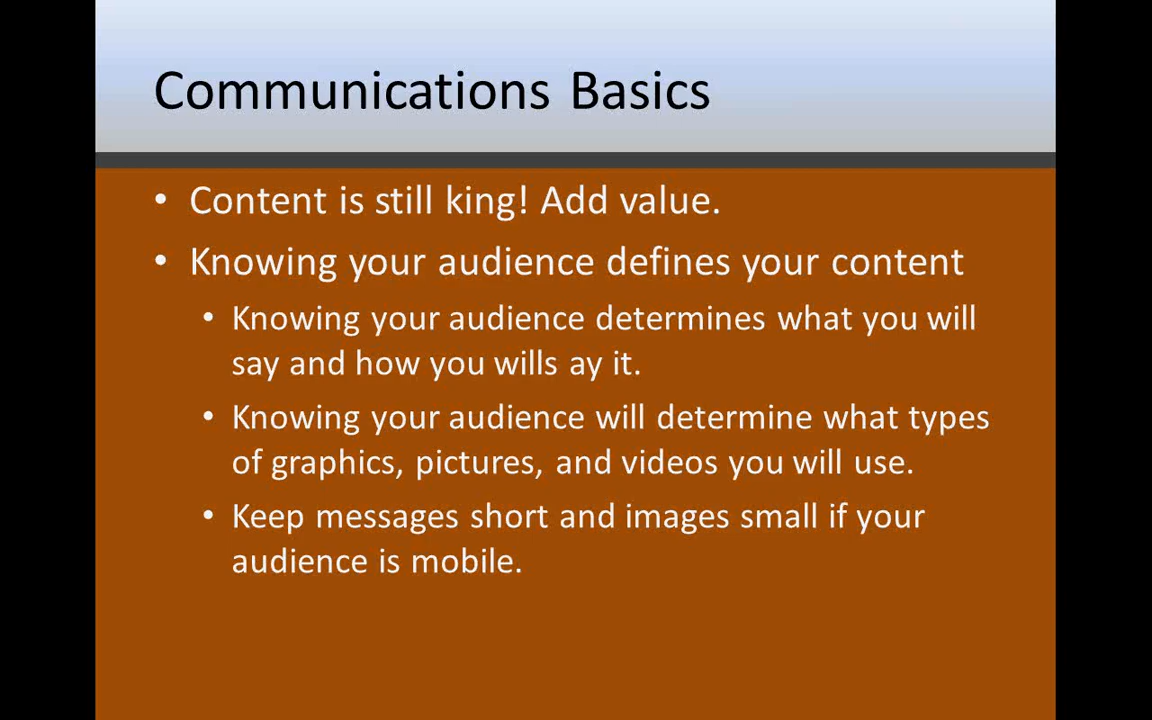 Communications Basics
• Content is still king! Add value.
• Knowing your audience defines your content
• Knowing your audience determines what you will
say and how you wills ay it.
• Knowing your audience will determine what types
of graphics, pictures, and videos you will use.
• Keep messages short and images small if your
audience is mobile.